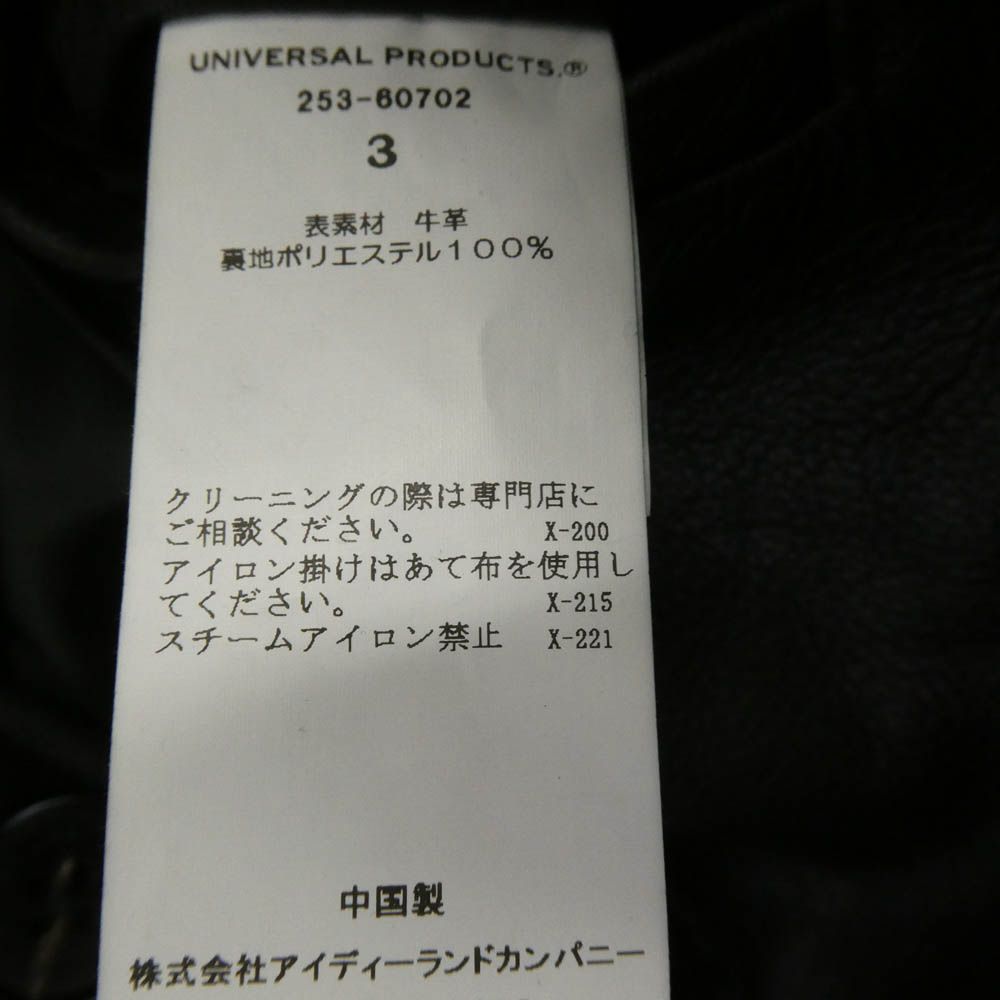 UNIVERSAL PRODUCTS.®
253-60702
3
表素材 牛革
裏地ポリエステル１００％
クリーニングの際は専門店に
ご相談ください。 X-200
アイロン掛けはあて布を使用し
てください。 X-215
スチームアイロン禁止 X-221
中国製
株式会社アイディーランドカンパニー